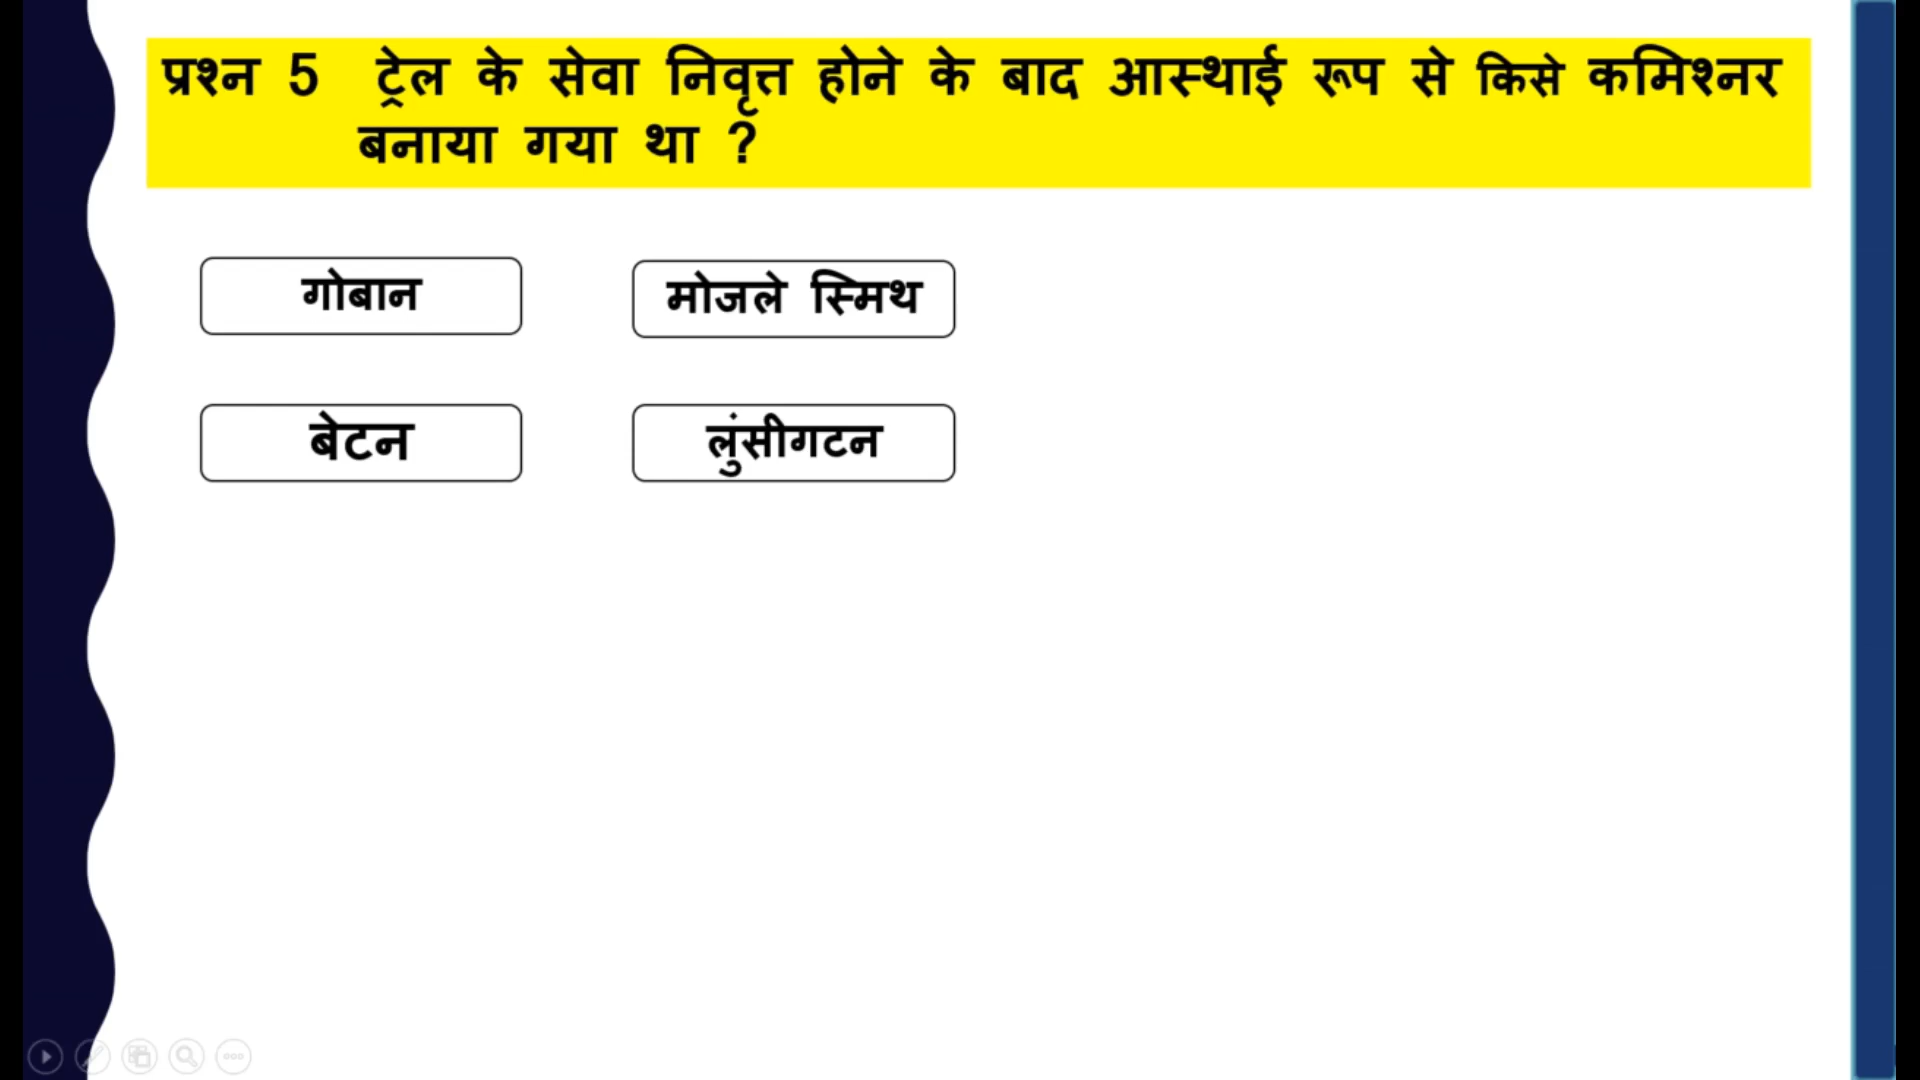 प्रश्न 5 ट्रेल के सेवा निवृत्त होने के बाद आस्थाई रूप से किसे कमिश्नर
बनाया गया था ?
गोबान
मोजले स्मिथ
बेटन
लुंसीगटन